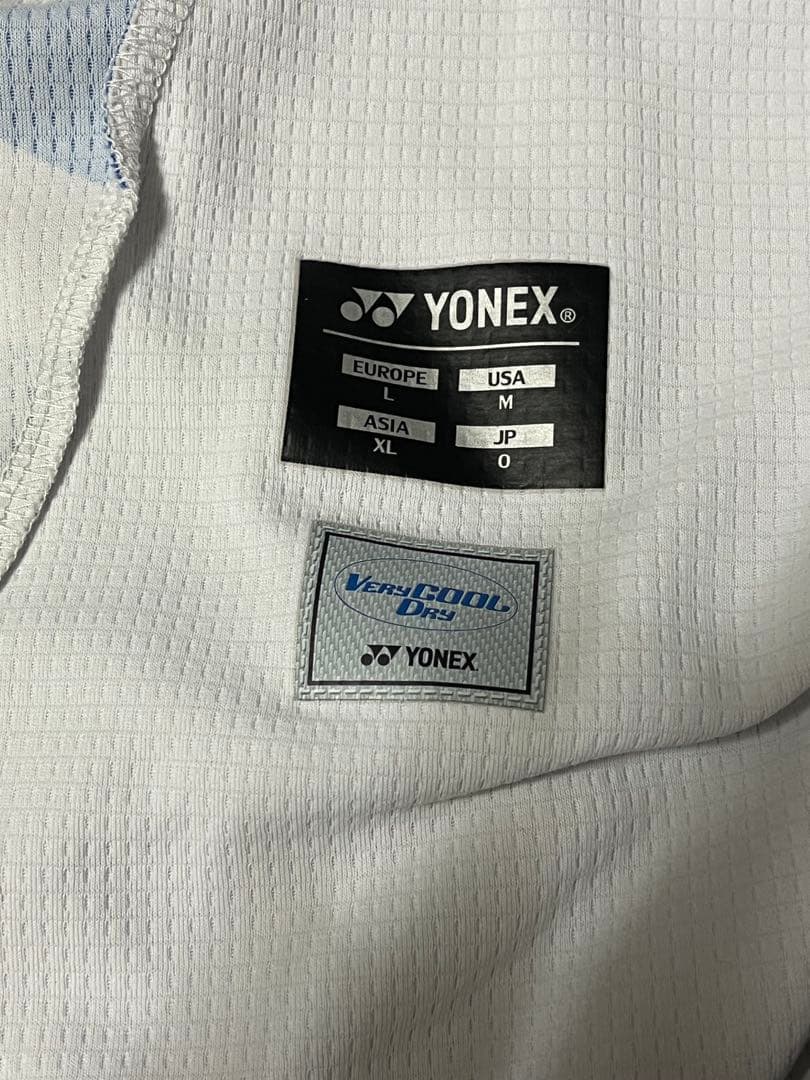 YONEX®
EUROPE USA
L M
ASIA JP
XL O
VERYCOOL
DRY
YONEX